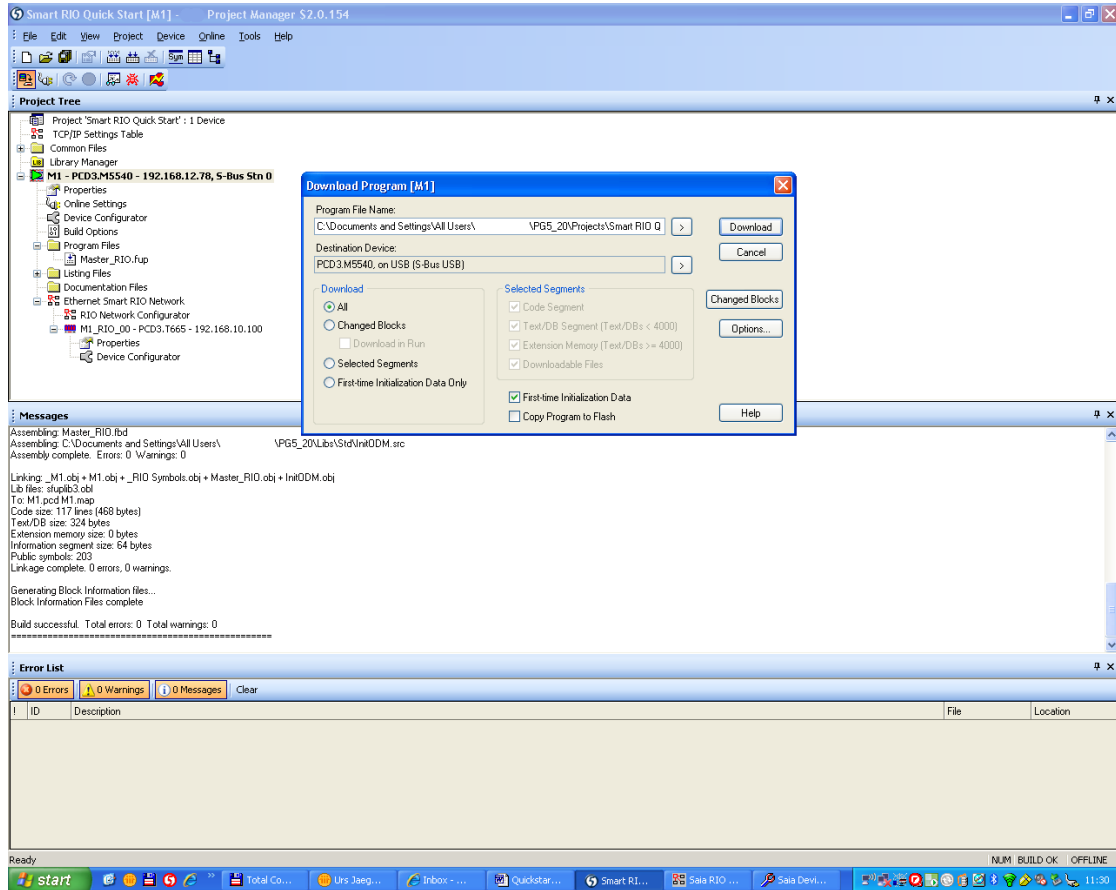 Smart RIO Quick Start [M1] - Project Manager $2.0.154
File Edit View Project Device Online Tools Help
Sym
Project Tree
Project 'Smart RIO Quick Start' : 1 Device
TCP/IP Settings Table
Common Files
LIB Library Manager
M1 - PCD3.M5540 - 192.168.12.78, S-Bus Stn 0
Properties
Online Settings
Device Configurator
Build Options
Program Files
Master_RIO.fup
Listing Files
Documentation Files
Ethernet Smart RIO Network
RIO Network Configurator
M1_RIO_00 - PCD3.T665 - 192.168.10.100
Properties
Device Configurator
Download Program [M1]
Program File Name:
C:\Documents and Settings\All Users\ \PG5_20\Projects\Smart RIO Q >
Download
Destination Device:
Cancel
PCD3.M5540, on USB (S-Bus USB) >
Download
All
Changed Blocks
Download in Run
Selected Segments
First-time Initialization Data Only
Selected Segments
Code Segment
Text/DB Segment (Text/DBs < 4000)
Extension Memory (Text/DBs >= 4000)
Downloadable Files
Changed Blocks
Options...
First-time Initialization Data
Copy Program to Flash
Help
Messages
Assembling: Master_RIO.fbd
Assembling: C:\Documents and Settings\All Users\ \PG5_20\Libs\Std\InitODM.src
Assembly complete. Errors: 0 Warnings: 0
Linking: _M1.obj + M1.obj + _RIO Symbols.obj + Master_RIO.obj + InitODM.obj
Lib files: sfuplib3.obl
To: M1.pcd M1.map
Code size: 117 lines (468 bytes)
Text/DB size: 324 bytes
Extension memory size: 0 bytes
Information segment size: 64 bytes
Public symbols: 203
Linkage complete. 0 errors, 0 warnings.
Generating Block Information files...
Block Information Files complete
Build successful. Total errors: 0 Total warnings: 0
==================================================
Error List
0 Errors 0 Warnings 0 Messages Clear
! ID Description File Location
Ready NUM BUILD OK OFFLINE
start Total Co... Urs Jaeg... Inbox - ... Quickstar... Smart RI... Saia RIO ... Saia Devi... 11:30